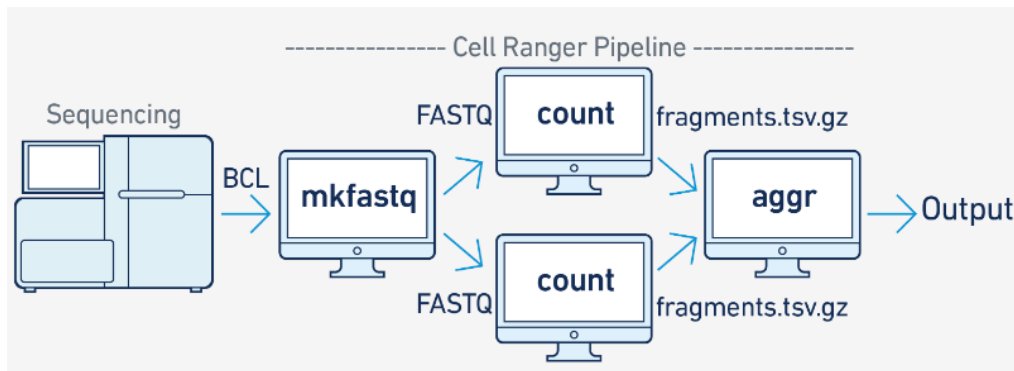 Cell Ranger Pipeline
Sequencing
BCL
mkfastq
FASTQ
count
fragments.tsv.gz
FASTQ
count
fragments.tsv.gz
aggr
Output